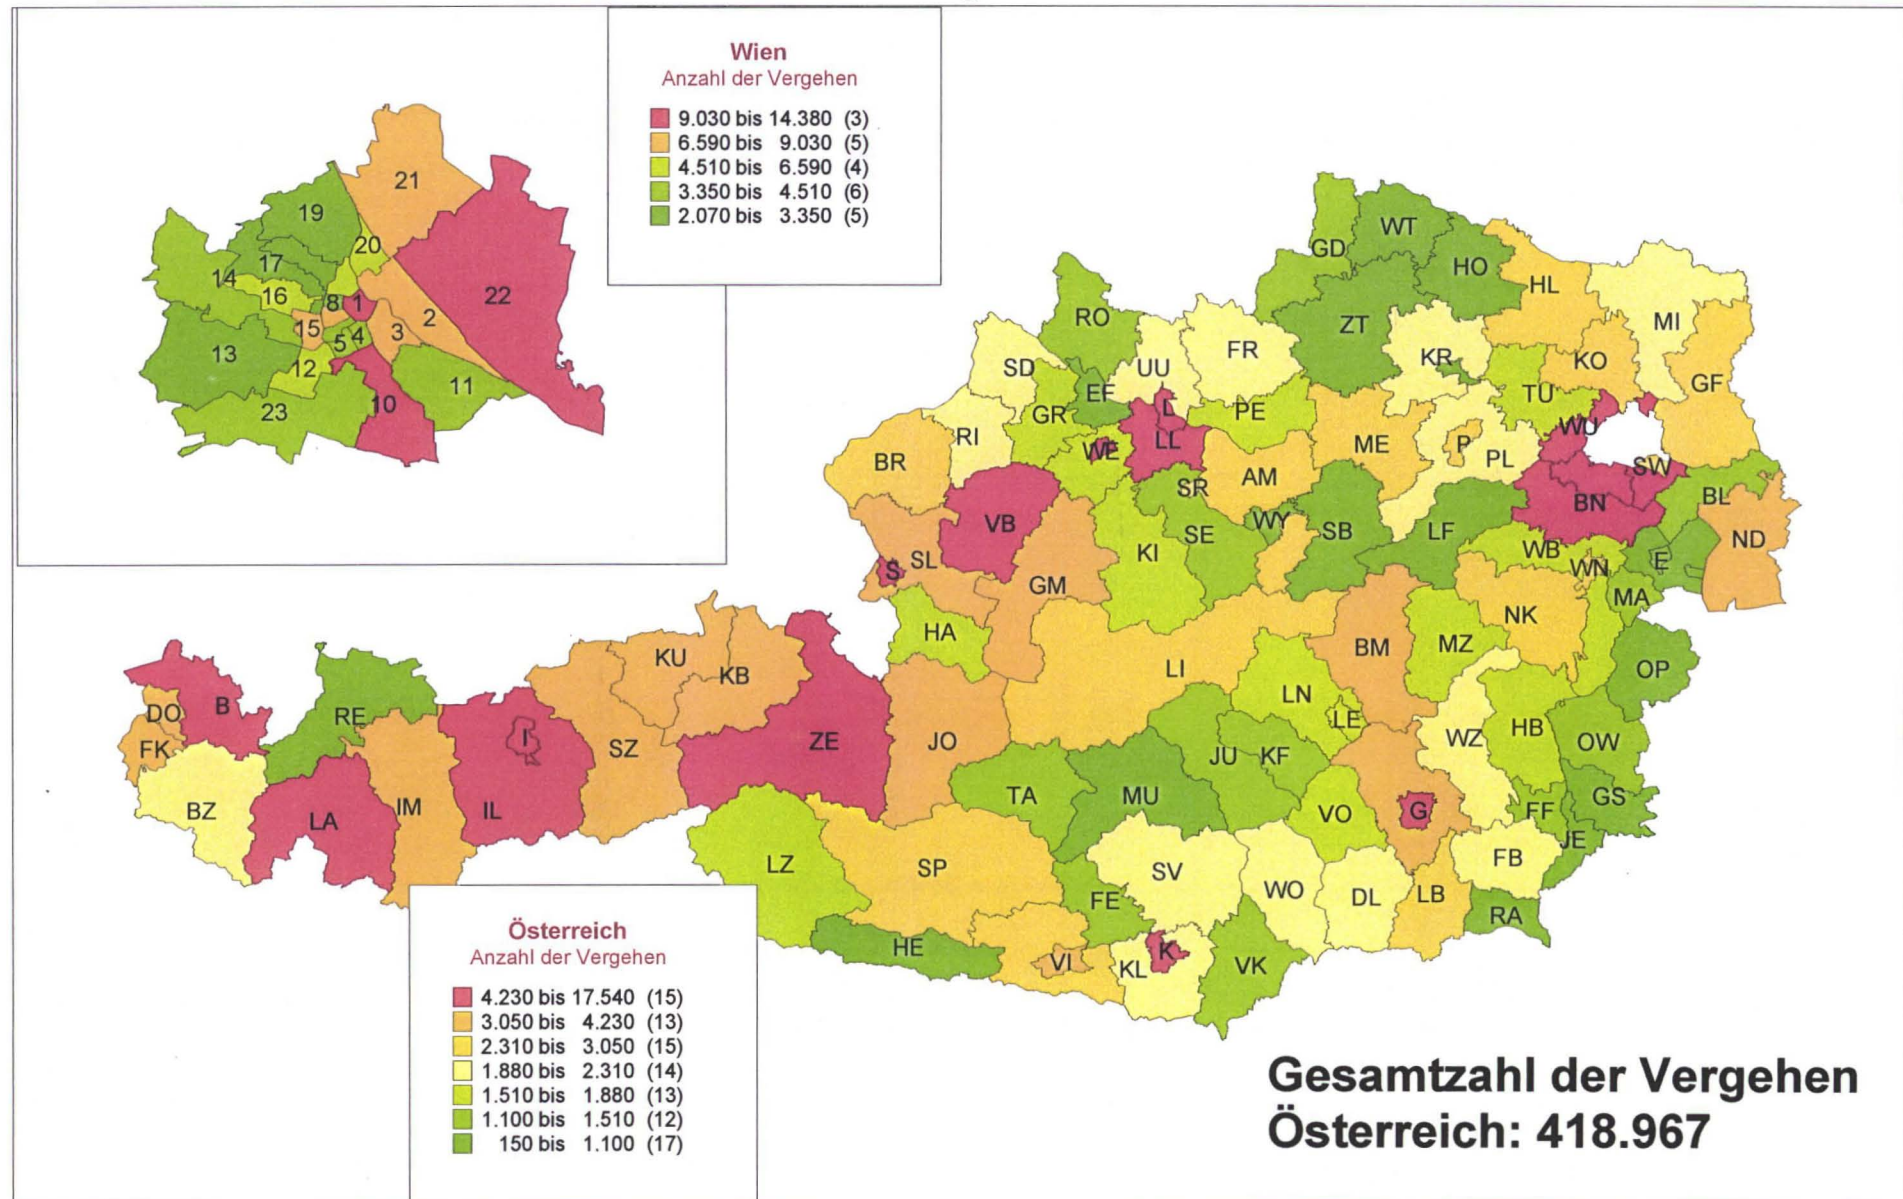 Wien
Anzahl der Vergehen
9.030 bis 14.380 (3)
6.590 bis 9.030 (5)
4.510 bis 6.590 (4)
3.350 bis 4.510 (6)
2.070 bis 3.350 (5)
21
19
20
22
17
14
16
8
1
2
15
3
5
4
13
12
11
10
23
WT
GD
HO
HL
RO
ZT
MI
UU
FR
KR
KO
SD
GF
EF
TU
GR
L
PE
WU
RI
LL
WE
ME
P
PL
BR
SW
AM
SR
BL
BN
VB
WY
SB
LF
SE
ND
KI
WB
SL
E
S
WN
GM
MA
NK
HA
MZ
BM
KU
LI
OP
KB
LN
B
DO
RE
LE
HB
I
WZ
OW
ZE
JO
FK
SZ
JU
KF
TA
MU
GS
IM
BZ
IL
G
FF
VO
LA
JE
FB
LZ
SP
SV
WO
LB
DL
FE
RA
HE
K
VI
KL
VK
Österreich
Anzahl der Vergehen
4.230 bis 17.540 (15)
3.050 bis 4.230 (13)
2.310 bis 3.050 (15)
1.880 bis 2.310 (14)
1.510 bis 1.880 (13)
1.100 bis 1.510 (12)
150 bis 1.100 (17)
Gesamtzahl der Vergehen
Österreich: 418.967